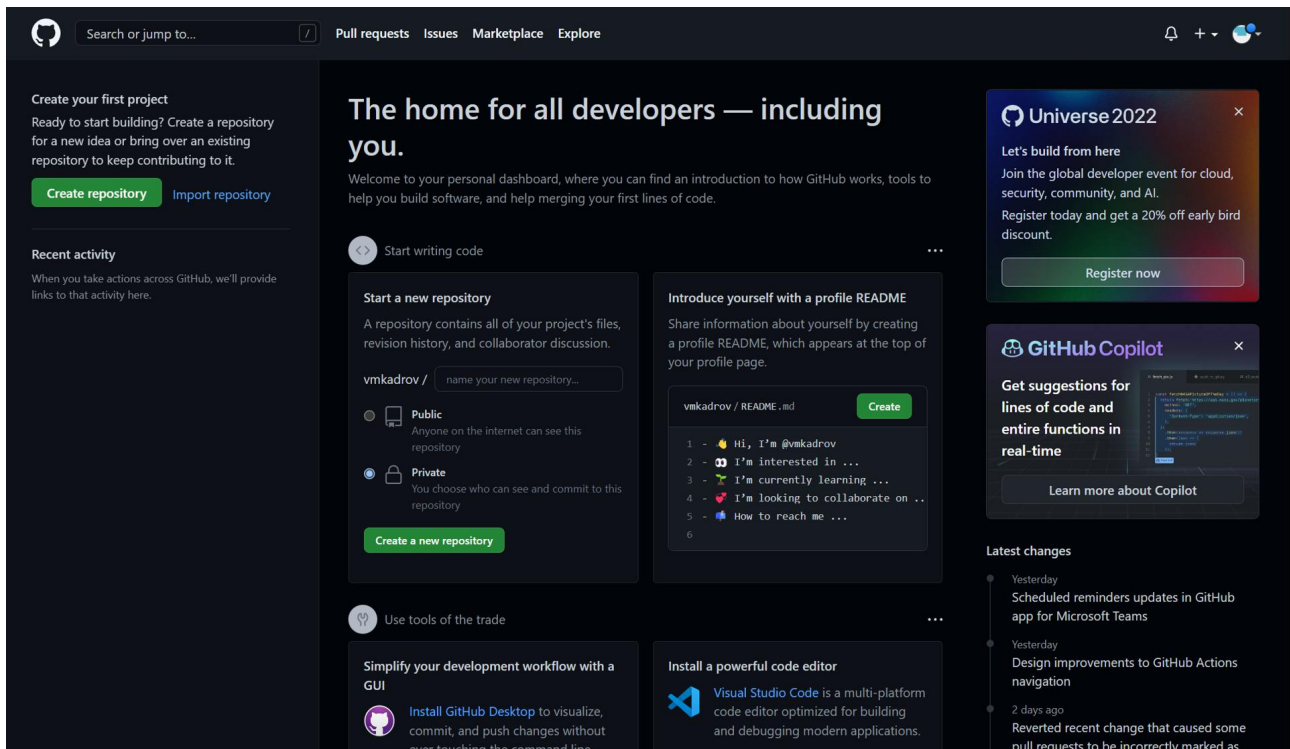 Search or jump to...
/
Pull requests Issues Marketplace Explore
Create your first project
Ready to start building? Create a repository
for a new idea or bring over an existing
repository to keep contributing to it.
Create repository
Import repository
Recent activity
When you take actions across GitHub, we'll provide
links to that activity here.
The home for all developers — including
you.
Welcome to your personal dashboard, where you can find an introduction to how GitHub works, tools to
help you build software, and help merging your first lines of code.
Start writing code
Start a new repository
A repository contains all of your project's files,
revision history, and collaborator discussion.
vmkadrov /
name your new repository...
Public
Anyone on the internet can see this
repository
Private
You choose who can see and commit to this
repository
Create a new repository
Introduce yourself with a profile README
Share information about yourself by creating
a profile README, which appears at the top of
your profile page.
vmkadrov / README.md
Create
1 - 👋 Hi, I'm @vmkadrov
2 - 👀 I'm interested in ...
3 - 🌱 I'm currently learning ...
4 - 💞️ I'm looking to collaborate on ..
5 - 📫 How to reach me ...
6
Use tools of the trade
Simplify your development workflow with a
GUI
Install GitHub Desktop to visualize,
commit, and push changes without
ever touching the command line.
Install a powerful code editor
Visual Studio Code is a multi-platform
code editor optimized for building
and debugging modern applications.
Universe 2022
Let's build from here
Join the global developer event for cloud,
security, community, and AI.
Register today and get a 20% off early bird
discount.
Register now
GitHub Copilot
Get suggestions for
lines of code and
entire functions in
real-time
Learn more about Copilot
Latest changes
Yesterday
Scheduled reminders updates in GitHub
app for Microsoft Teams
Yesterday
Design improvements to GitHub Actions
navigation
2 days ago
Reverted recent change that caused some
pull requests to be incorrectly marked as